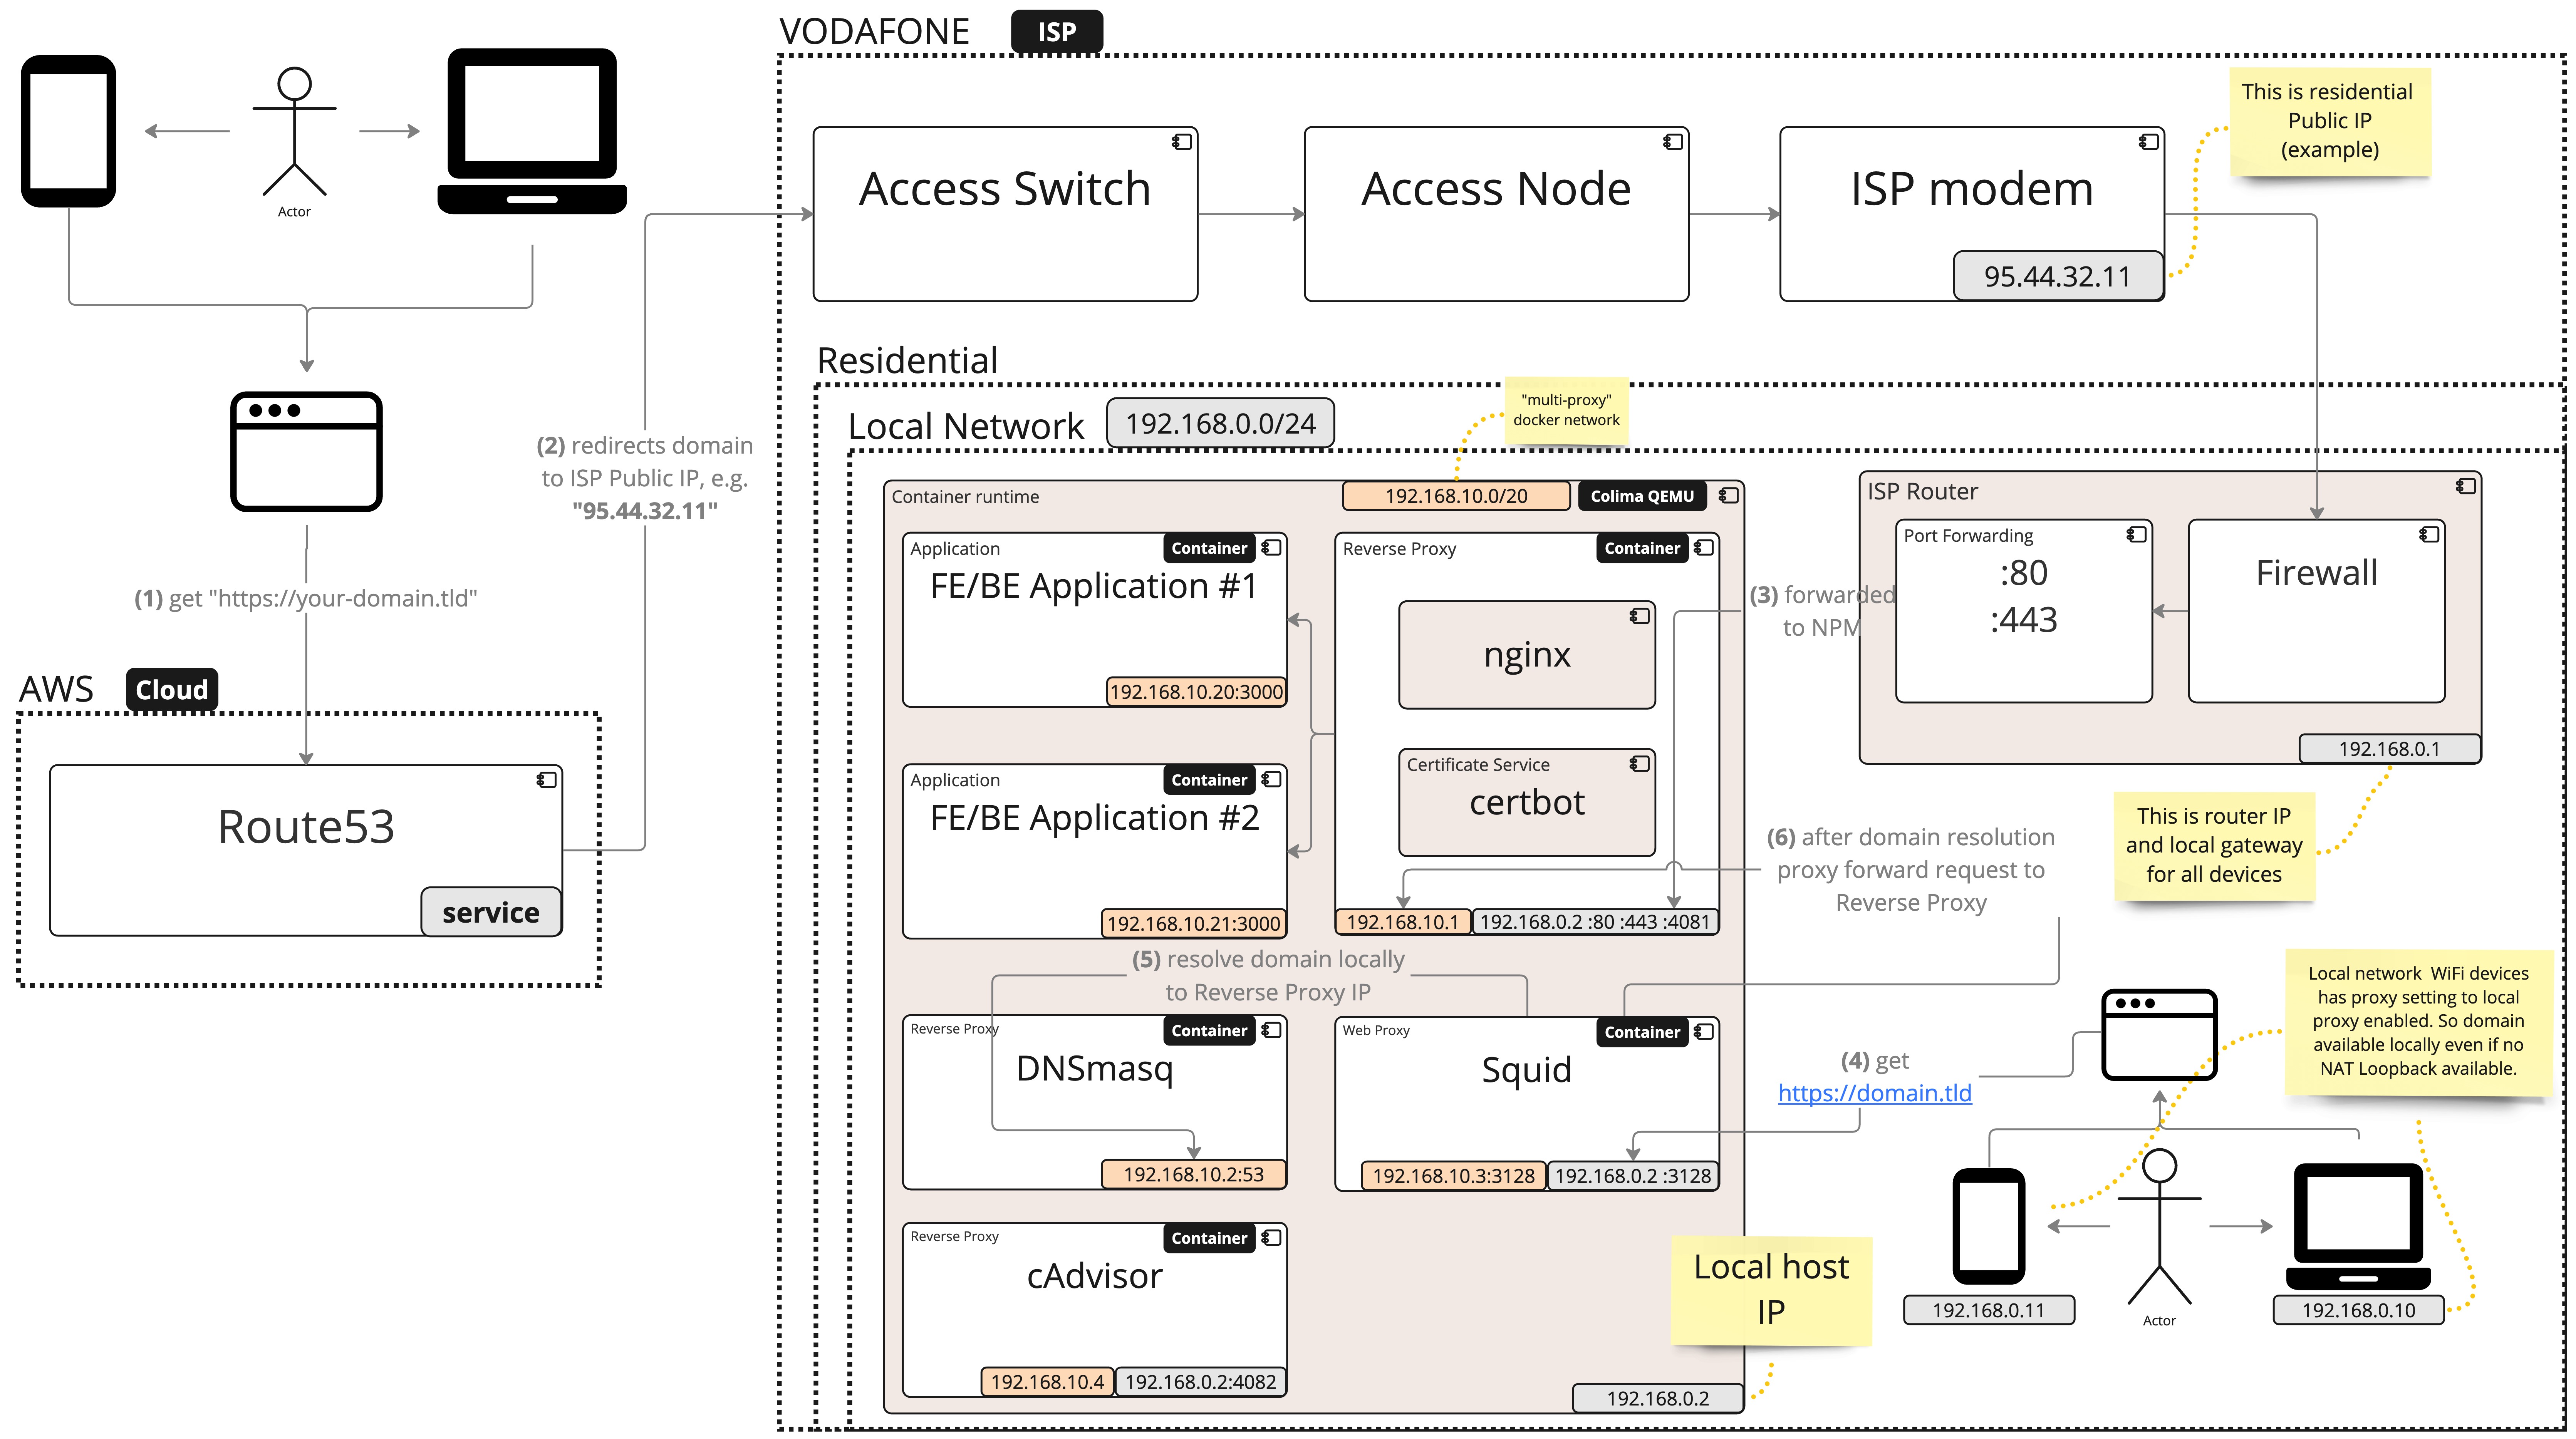 VODAFONE
ISP
Actor
Access Switch
Access Node
ISP modem
95.44.32.11
This is residential
Public IP
(example)
(2) redirects domain
to ISP Public IP, e.g.
"95.44.32.11"
(1) get "https://your-domain.tld"
AWS
Cloud
Route53
service
Residential
Local Network
192.168.0.0/24
"multi-proxy"
docker network
Container runtime
192.168.10.0/20
Colima QEMU
Application
Container
FE/BE Application #1
192.168.10.20:3000
Application
Container
FE/BE Application #2
192.168.10.21:3000
Reverse Proxy
Container
nginx
Certificate Service
certbot
192.168.10.1
192.168.0.2 :80 :443 :4081
(3) forwarded
to NPM
ISP Router
Port Forwarding
:80
:443
Firewall
192.168.0.1
This is router IP
and local gateway
for all devices
(6) after domain resolution
proxy forward request to
Reverse Proxy
(5) resolve domain locally
to Reverse Proxy IP
Reverse Proxy
Container
DNSmasq
192.168.10.2:53
Web Proxy
Container
Squid
192.168.10.3:3128
192.168.0.2 :3128
(4) get
https://domain.tld
Local network WiFi devices
has proxy setting to local
proxy enabled. So domain
available locally even if no
NAT Loopback available.
Reverse Proxy
Container
cAdvisor
192.168.10.4
192.168.0.2:4082
Local host
IP
192.168.0.2
192.168.0.11
Actor
192.168.0.10